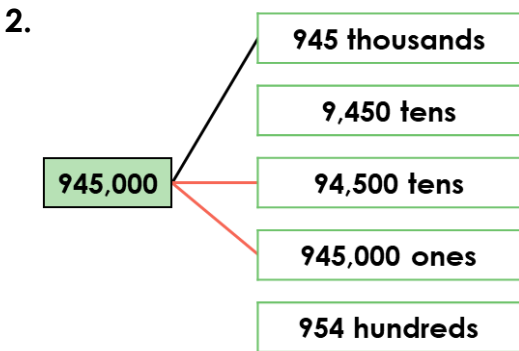 2.
945 thousands
9,450 tens
945,000
94,500 tens
945,000 ones
954 hundreds